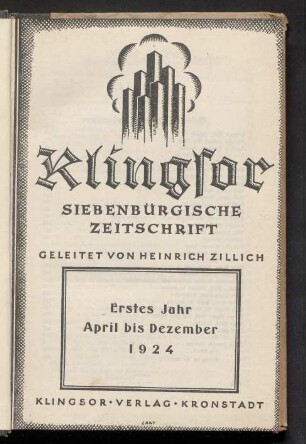 Klingſor
SIEBENBÜRGISCHE
ZEITSCHRIFT
GELEITET VON HEINRICH ZILLICH
Erstes Jahr
April bis Dezember
1924
KLINGSOR · VERLAG · KRONSTADT